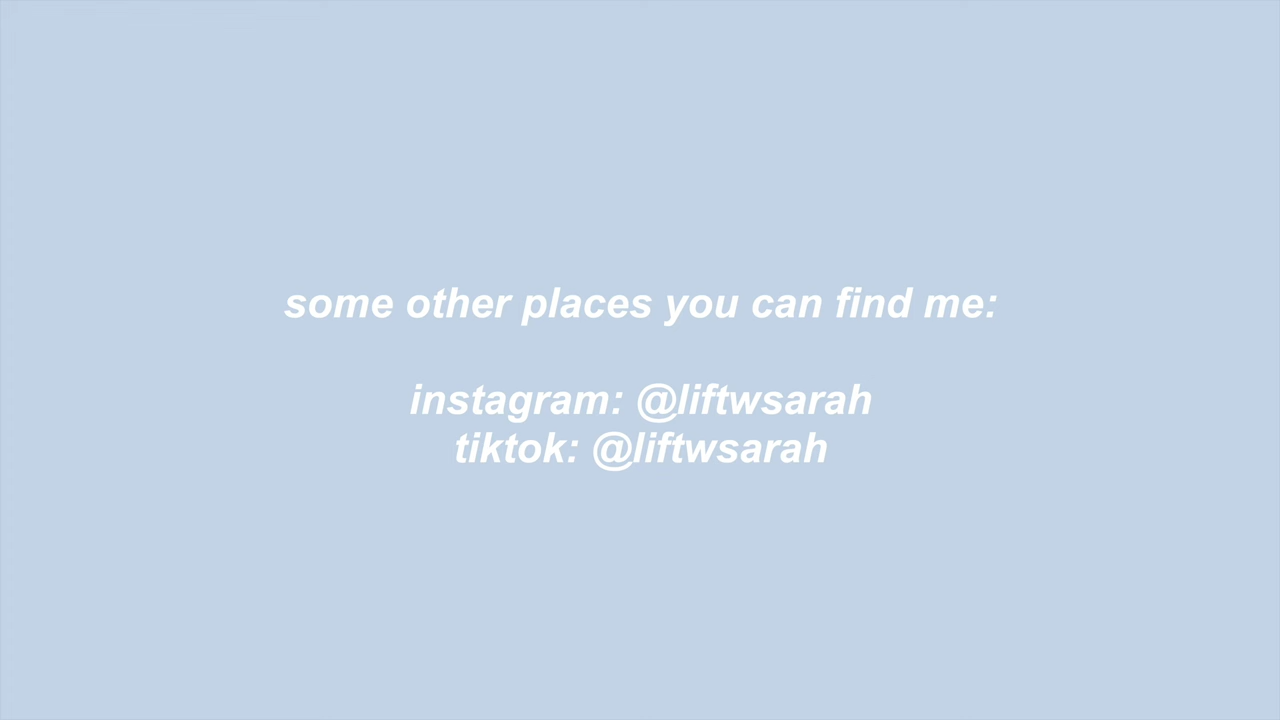 some other places you can find me:
instagram: @liftwsarah
tiktok: @liftwsarah